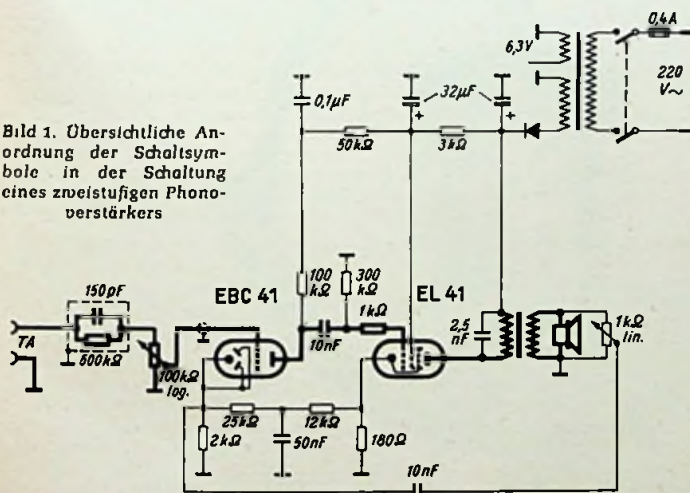 Bild 1. Übersichtliche An-
ordnung der Schaltsym-
bole in der Schaltung
eines zweistufigen Phono-
verstärkers
0,4A
6,3V
220
V~
0,1µF
32µF
+
+
50kΩ
3kΩ
100
kΩ
300
kΩ
EBC 41
EL 41
150pF
TA
600kΩ
100kΩ
log.
10nF
1kΩ
2,5
nF
1kΩ
lin.
25kΩ
12kΩ
2kΩ
50nF
180Ω
10nF